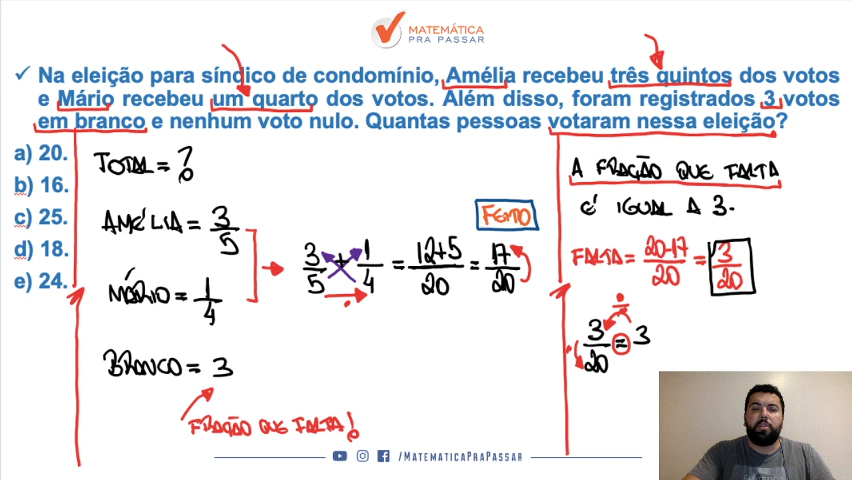 MATEMÁTICA
PRA PASSAR
✓ Na eleição para síndico de condomínio, Amélia recebeu três quintos dos votos
e Mário recebeu um quarto dos votos. Além disso, foram registrados 3 votos
em branco e nenhum voto nulo. Quantas pessoas votaram nessa eleição?
a) 20.
b) 16.
c) 25.
d) 18.
e) 24.
TOTAL = ?
AMÉLIA = 3/5
MÁRIO = 1/4
BRANCO = 3
FRAÇÃO QUE FALTA!
FEITO
3/5 + 1/4 = 12+5/20 = 17/20
A FRAÇÃO QUE FALTA
É IGUAL A 3.
FALTA = 20-17/20 = 3/20
3/20 = 3
/MATEMATICAPRAPASSAR